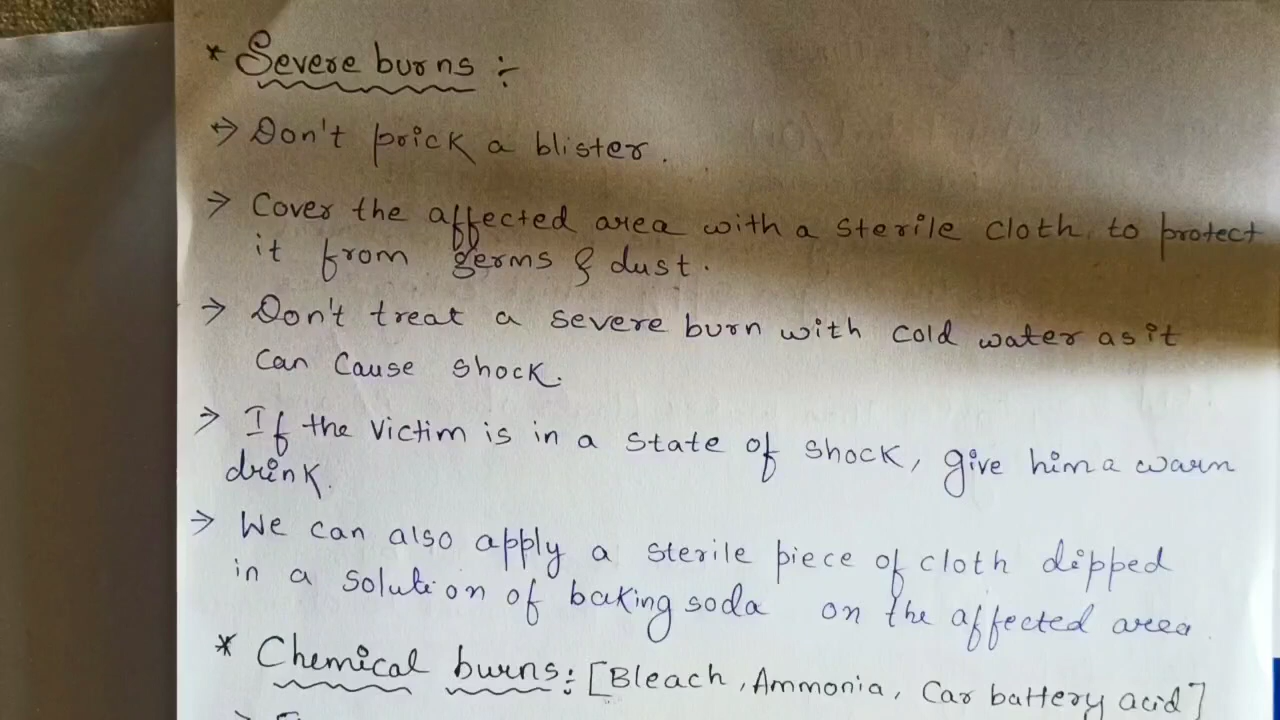 * Severe burns :-
→ Don't prick a blister.
→ Cover the affected area with a sterile cloth to protect
it from germs & dust.
→ Don't treat a severe burn with cold water as it
can cause shock.
→ If the victim is in a state of shock, give him a warm
drink.
→ We can also apply a sterile piece of cloth dipped
in a solution of baking soda on the affected area.
* Chemical burns: [Bleach, Ammonia, Car battery acid]